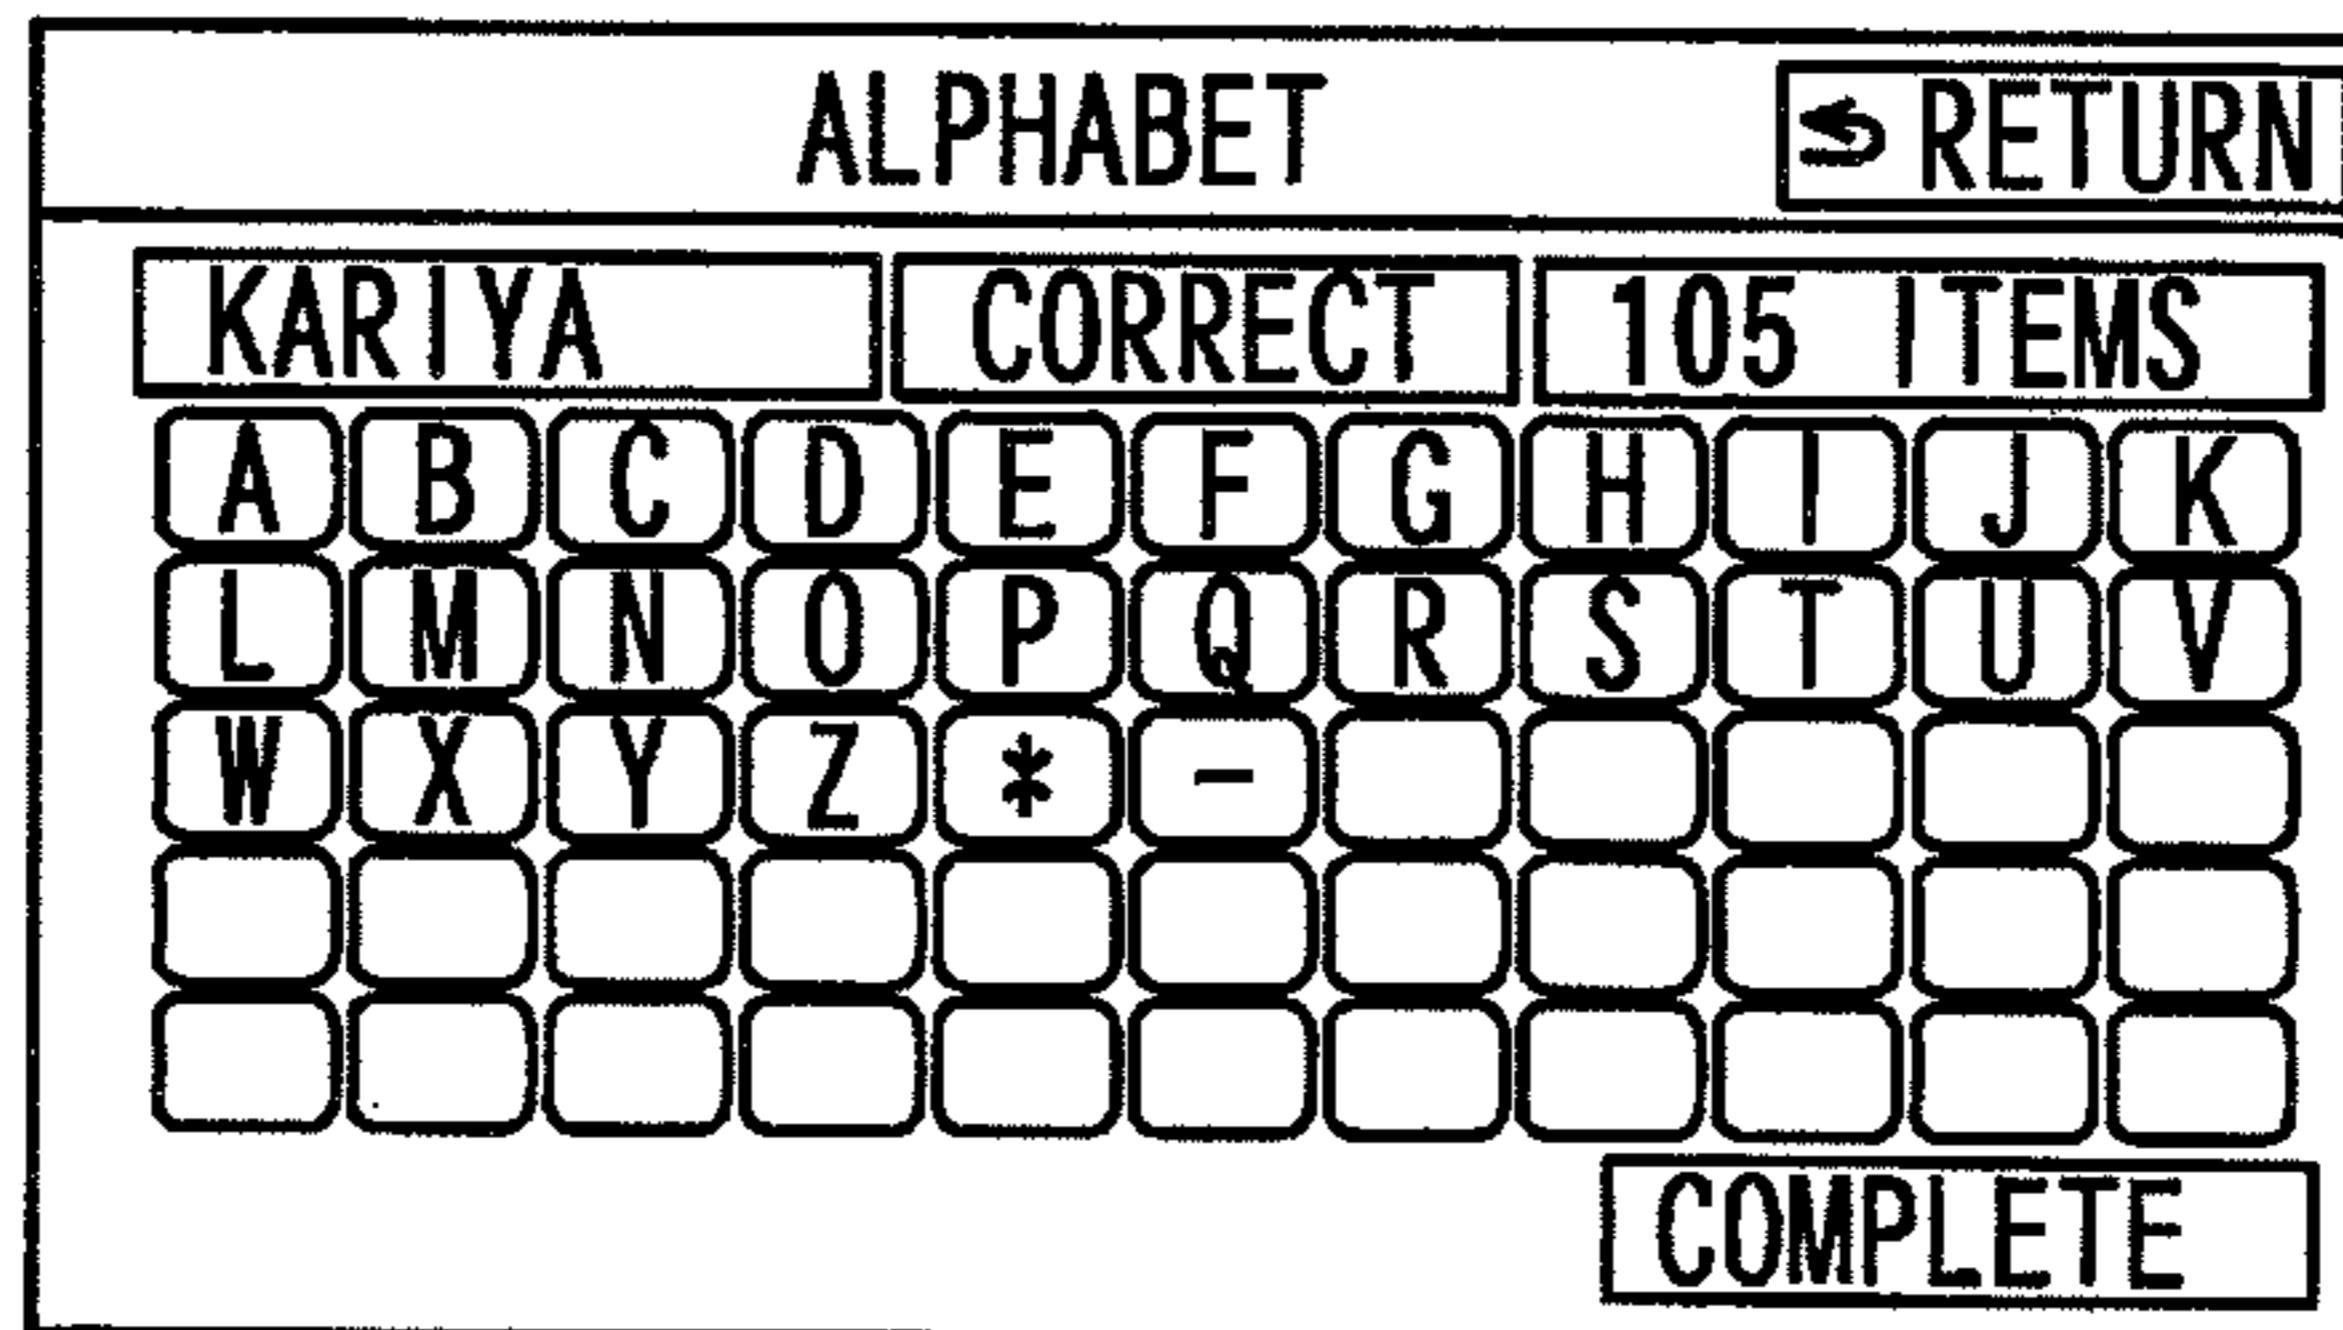 ALPHABET RETURN
KARIYA CORRECT 105 ITEMS
A B C D E F G H I J K
L M N O P Q R S T U V
W X Y Z * -
COMPLETE